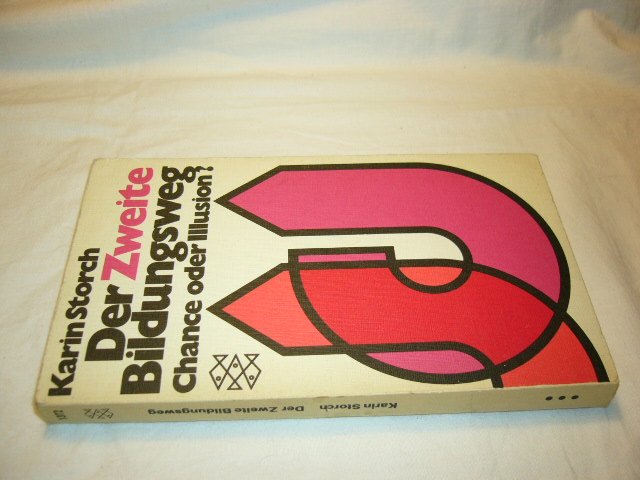 Karin Storch
Der Zweite
Bildungsweg
Chance oder Illusion?
Karin Storch Der Zweite Bildungsweg